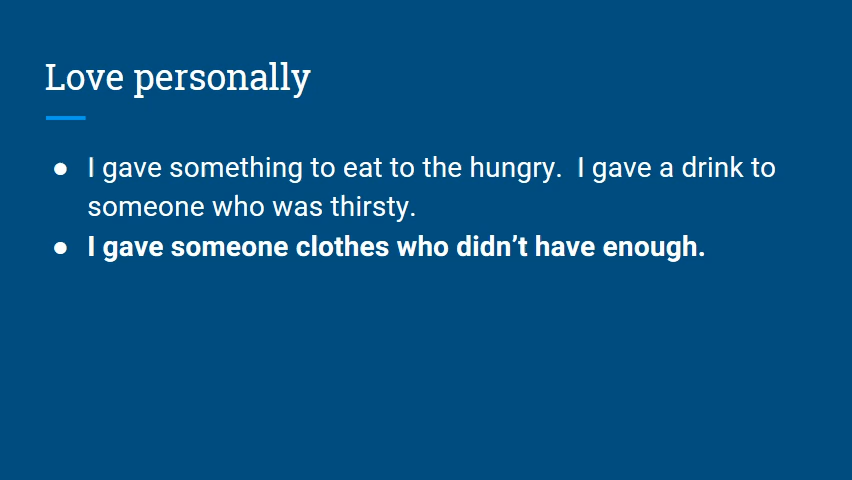 Love personally
● I gave something to eat to the hungry.  I gave a drink to
someone who was thirsty.
● I gave someone clothes who didn’t have enough.